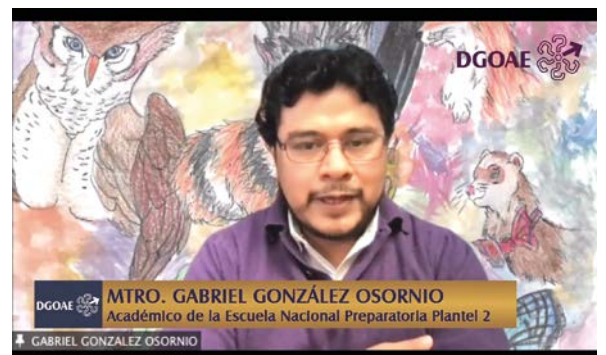 DGOAE
DGOAE
MTRO. GABRIEL GONZÁLEZ OSORNIO
Académico de la Escuela Nacional Preparatoria Plantel 2
GABRIEL GONZALEZ OSORNIO